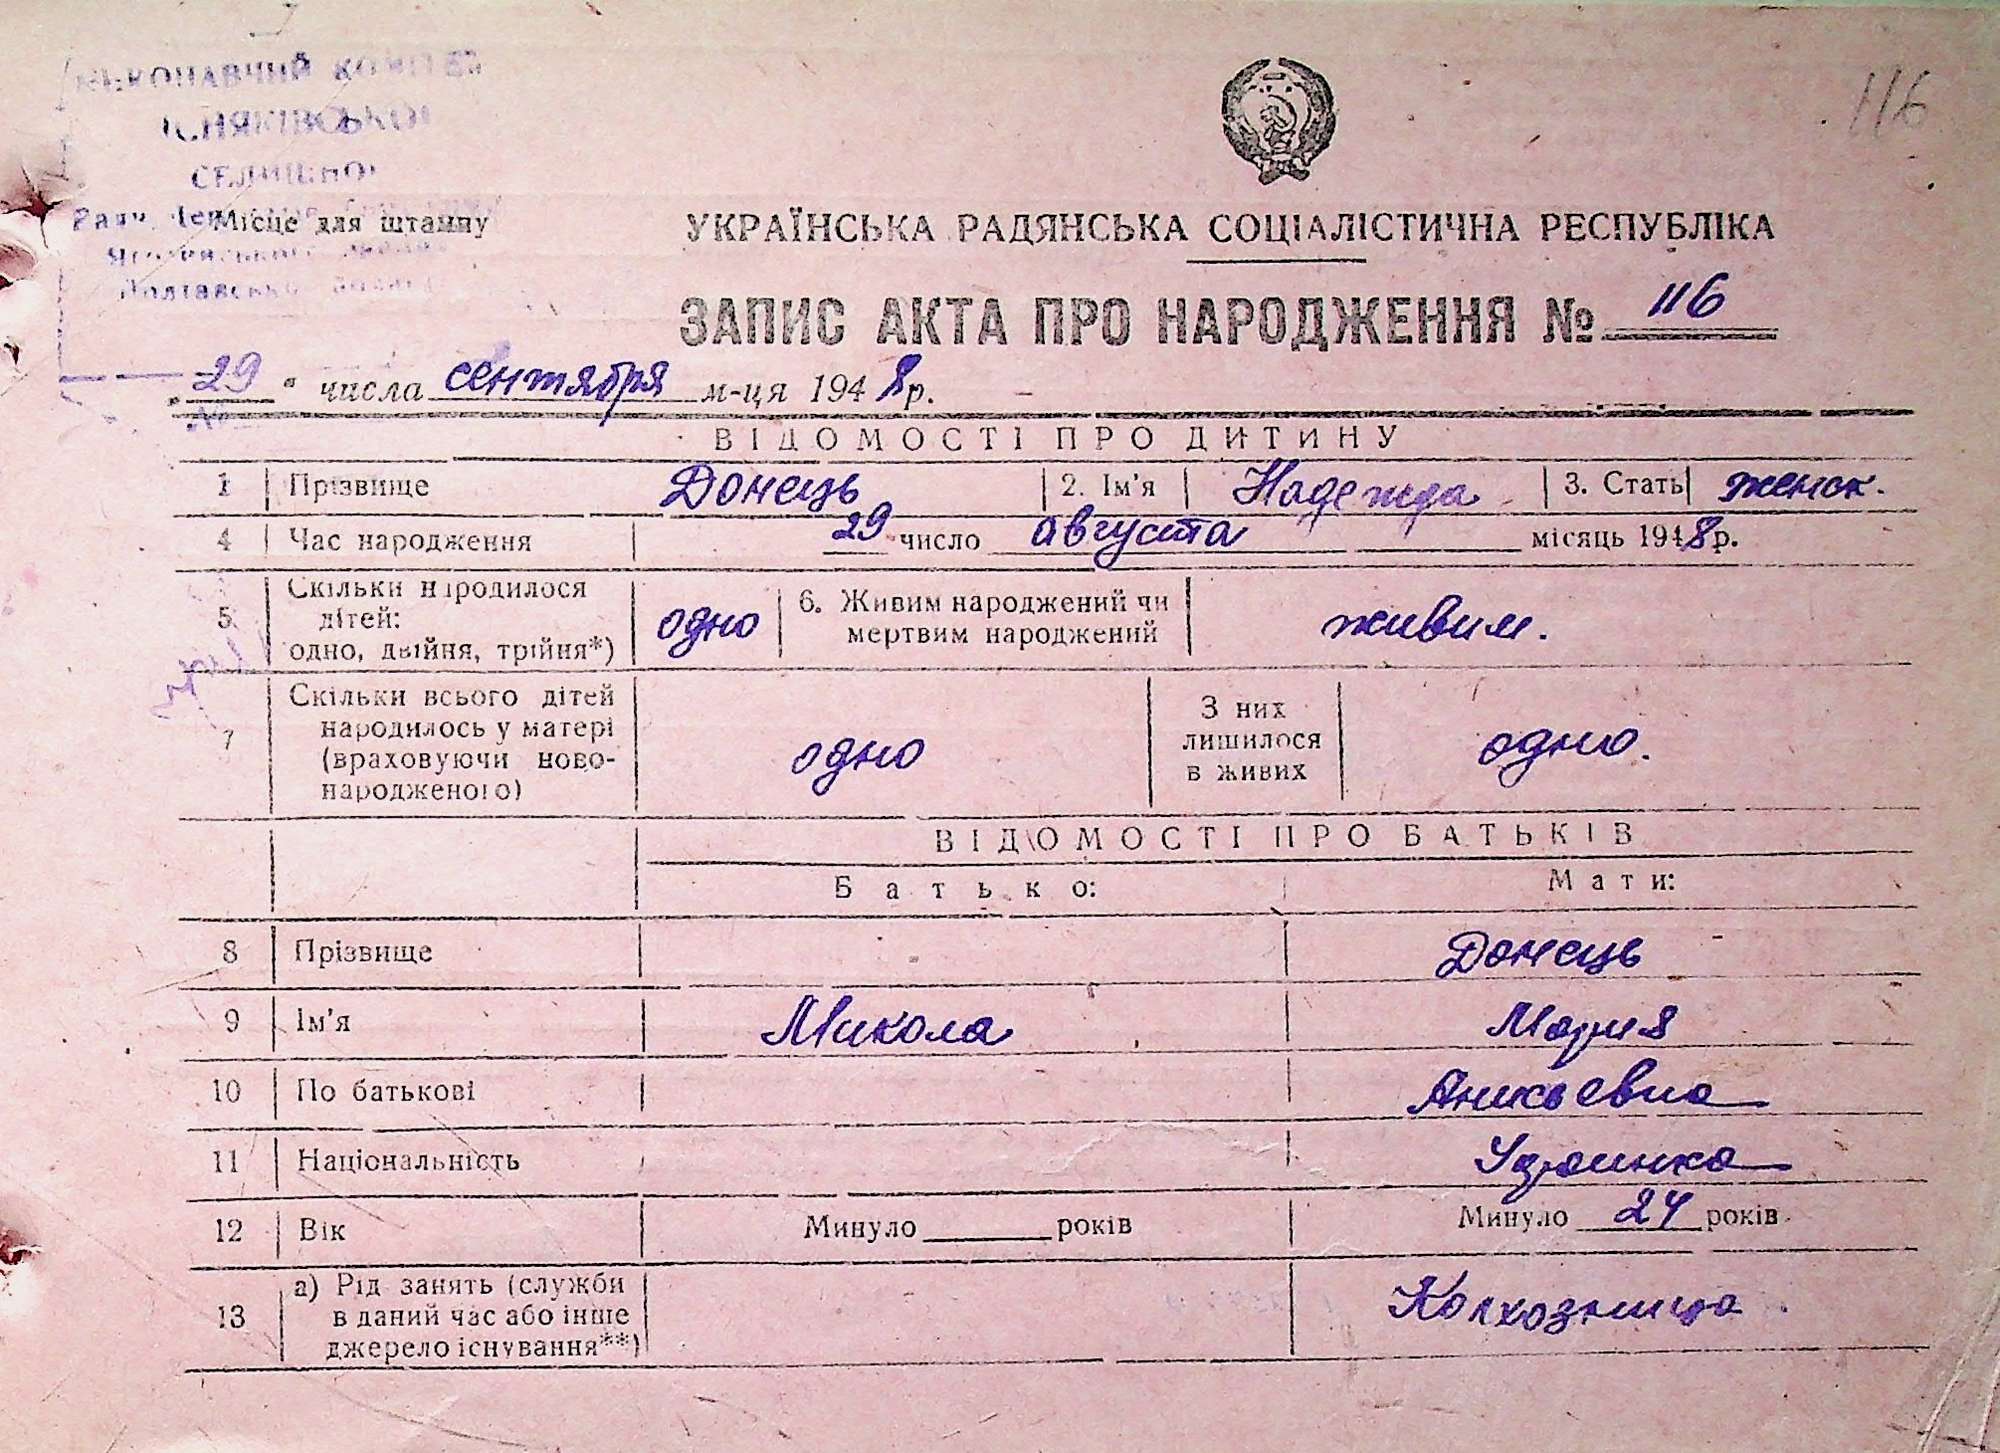 116
КОМІТЕТ
СЕЛИЩНОЇ
Місце для штампу
УКРАЇНСЬКА РАДЯНСЬКА СОЦІАЛІСТИЧНА РЕСПУБЛІКА
ЗАПИС АКТА ПРО НАРОДЖЕННЯ № 116
„29“ числа сентября м-ця 1948 р.
ВІДОМОСТІ ПРО ДИТИНУ
1 Прізвище Донець 2. Ім'я Надежда 3. Стать женск.
4 Час народження 29 число августа місяць 1948 р.
5 Скільки народилося дітей: одно, двійня, трійня*) одно 6. Живим народжений чи мертвим народжений живим.
7 Скільки всього дітей народилось у матері (враховуючи ново-народженого) одно З них лишилося в живих одно.
ВІДОМОСТІ ПРО БАТЬКІВ
Батько: Мати:
8 Прізвище Донець
9 Ім'я Микола Мария
10 По батькові
11 Національність
12 Вік Минуло ____ років Минуло 24 років
13 а) Рід занять (служби в даний час або інше джерело існування**) Колхозница.